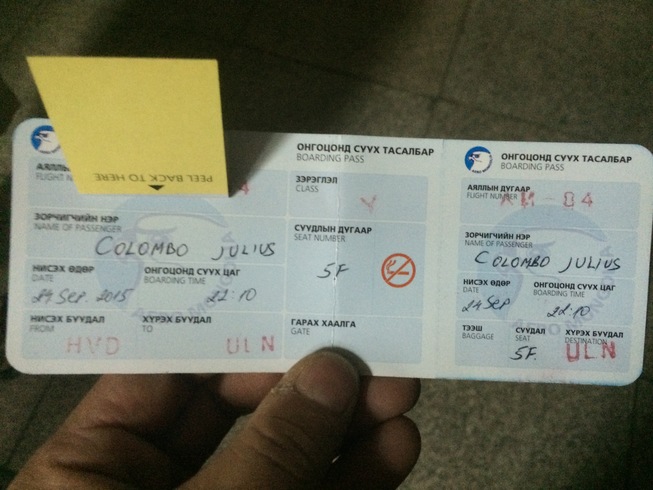 PEEL BACK TO HERE
ОНГОЦОНД СУУХ ТАСАЛБАР
BOARDING PASS
АЯЛЛЫН
FLIGHT
4
ЗЭРЭГЛЭЛ
CLASS
Y
ЗОРЧИГЧИЙН НЭР
NAME OF PASSENGER
COLOMBO JULIUS
СУУДЛЫН ДУГААР
SEAT NUMBER
5F
НИСЭХ ӨДӨР
DATE
24 Sep. 2015
ОНГОЦОНД СУУХ ЦАГ
BOARDING TIME
22:10
НИСЭХ БУУДАЛ
FROM
HVD
ХҮРЭХ БУУДАЛ
TO
ULN
ГАРАХ ХААЛГА
GATE
ОНГОЦОНД СУУХ ТАСАЛБАР
BOARDING PASS
АЯЛЛЫН ДУГААР
FLIGHT NUMBER
-84
ЗОРЧИГЧИЙН НЭР
NAME OF PASSENGER
COLOMBO JULIUS
НИСЭХ ӨДӨР
DATE
24 Sep
ОНГОЦОНД СУУХ ЦАГ
BOARDING TIME
22:10
ТЭЭШ
BAGGAGE
СУУДАЛ
SEAT
5F.
ХҮРЭХ БУУДАЛ
DESTINATION
ULN